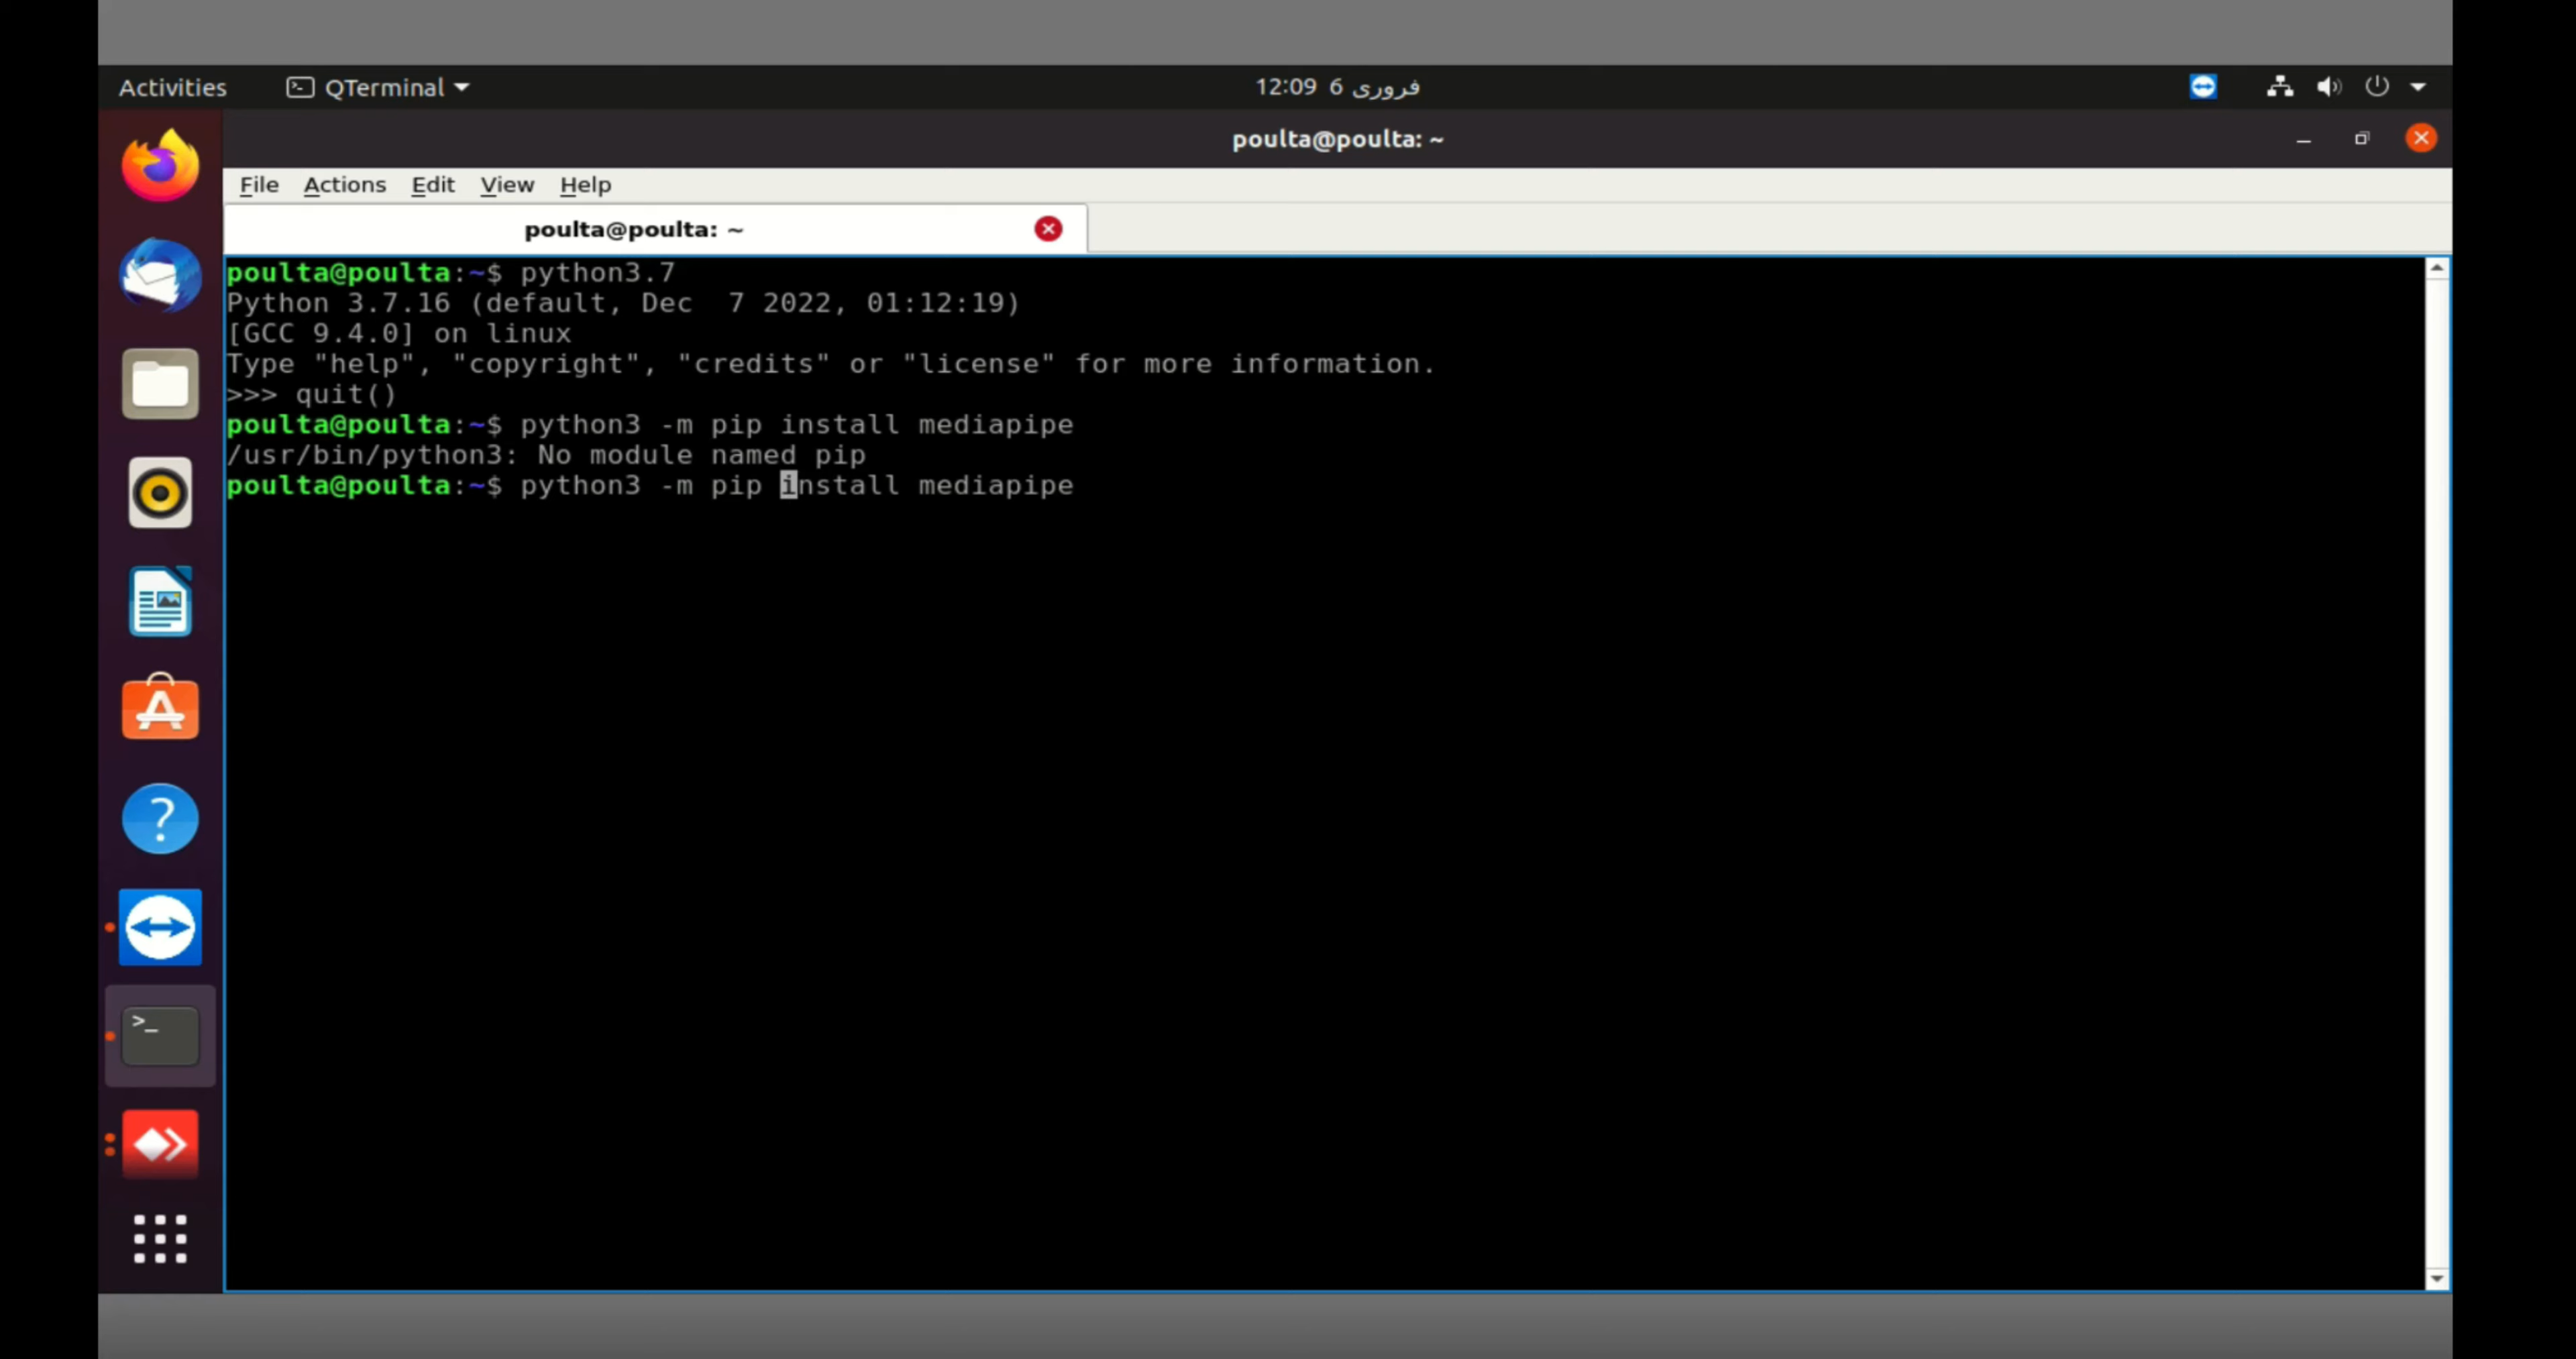 Activities QTerminal 12:09 6 فروری
poulta@poulta: ~
File Actions Edit View Help
poulta@poulta: ~
poulta@poulta:~$ python3.7
Python 3.7.16 (default, Dec  7 2022, 01:12:19)
[GCC 9.4.0] on linux
Type "help", "copyright", "credits" or "license" for more information.
>>> quit()
poulta@poulta:~$ python3 -m pip install mediapipe
/usr/bin/python3: No module named pip
poulta@poulta:~$ python3 -m pip install mediapipe